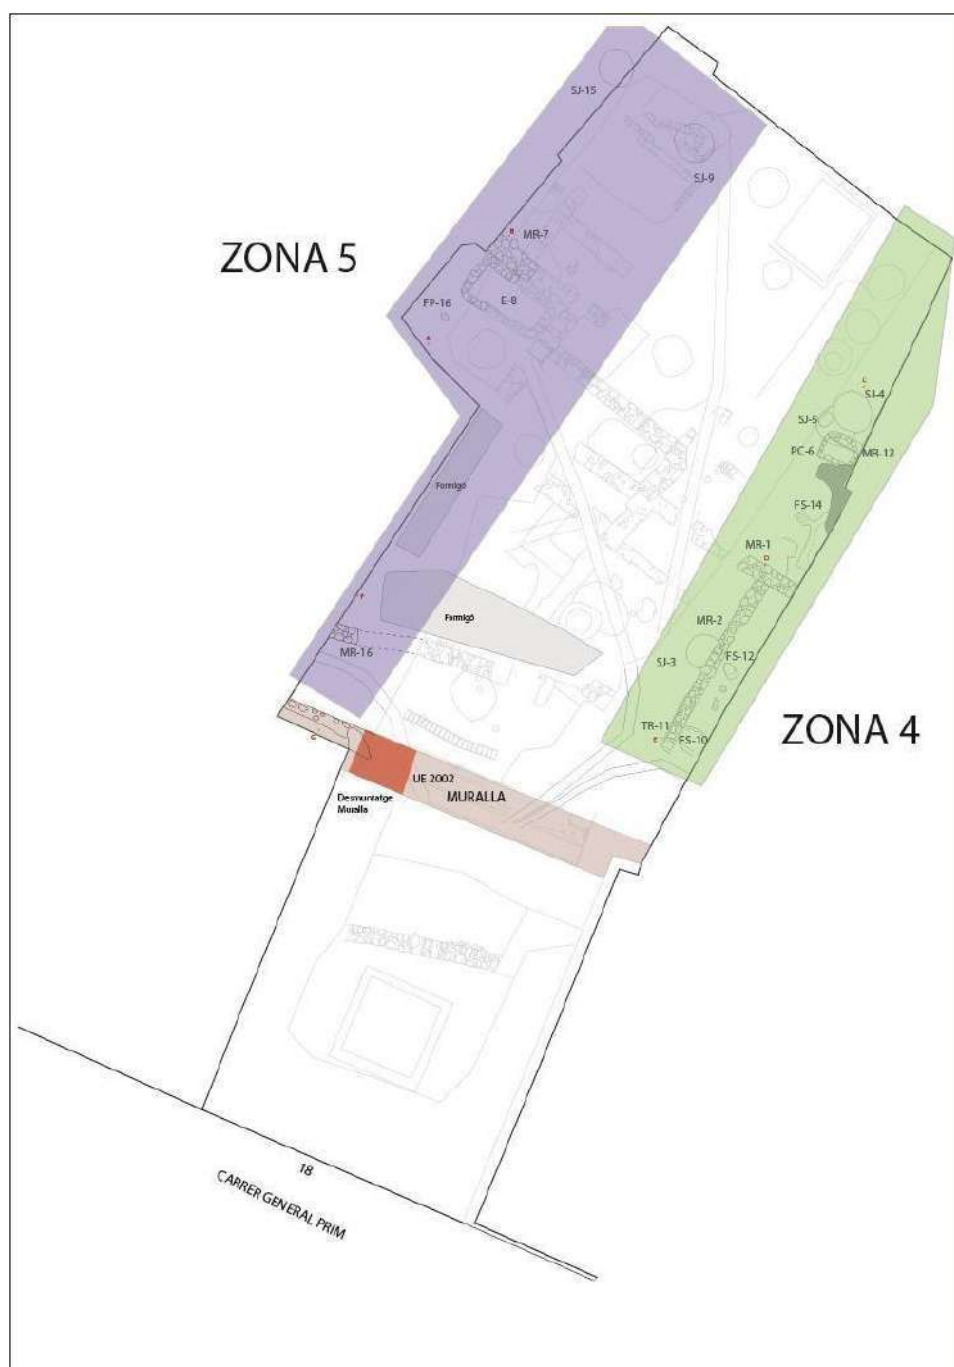 SJ-15
SJ-9
ZONA 5
MR-7
FP-16
E-8
SJ-4
SJ-5
PC-6
MR-13
Formigó
FS-14
MR-1
Formigó
MR-2
MR-16
SJ-3
FS-12
ZONA 4
TR-11
FS-10
UE 2002
Desmuntatge
Muralla
MURALLA
18
CARRER GENERAL PRIM